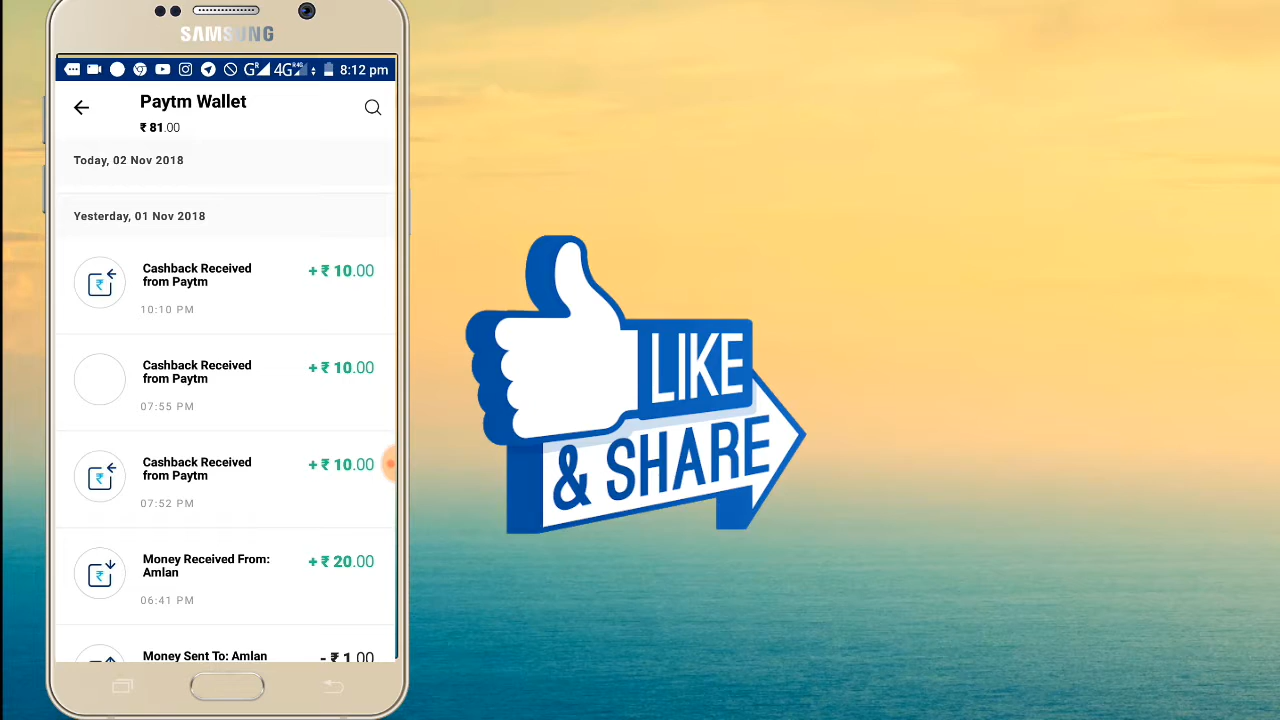 SAMSUNG
G R 4G R4G 8:12 pm
Paytm Wallet
₹ 81.00
Today, 02 Nov 2018
Yesterday, 01 Nov 2018
Cashback Received
from Paytm
+ ₹ 10.00
10:10 PM
Cashback Received
from Paytm
+ ₹ 10.00
07:55 PM
Cashback Received
from Paytm
+ ₹ 10.00
07:52 PM
Money Received From:
Amlan
+ ₹ 20.00
06:41 PM
Money Sent To: Amlan
- ₹ 1.00
LIKE
& SHARE